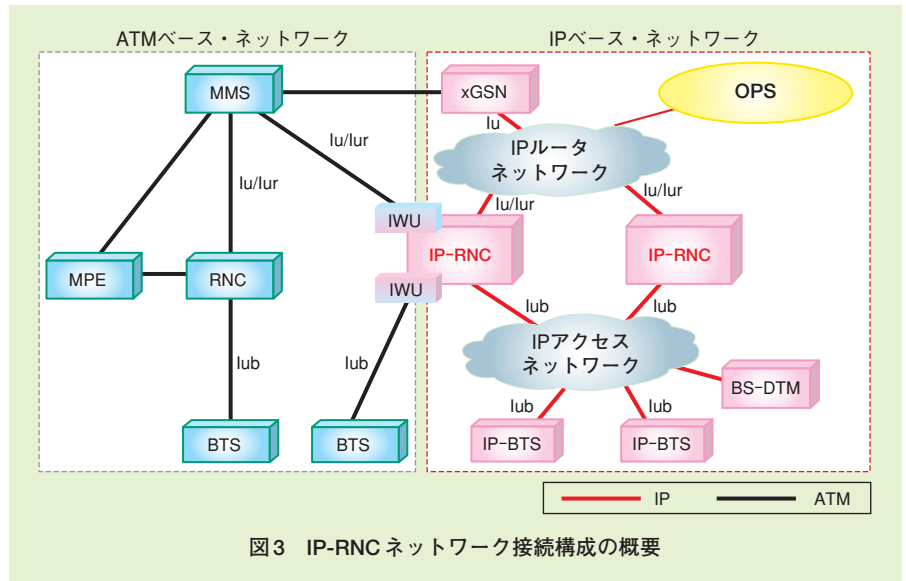 ATMベース・ネットワーク
IPベース・ネットワーク
MMS
xGSN
OPS
Iu
IPルータ
ネットワーク
Iu/Iur
Iu/Iur
Iu/Iur
Iu/Iur
IWU
IP-RNC
IP-RNC
MPE
RNC
IWU
Iub
Iub
IPアクセス
ネットワーク
Iub
Iub
BS-DTM
Iub
Iub
BTS
BTS
IP-BTS
IP-BTS
IP
ATM
図3 IP-RNCネットワーク接続構成の概要